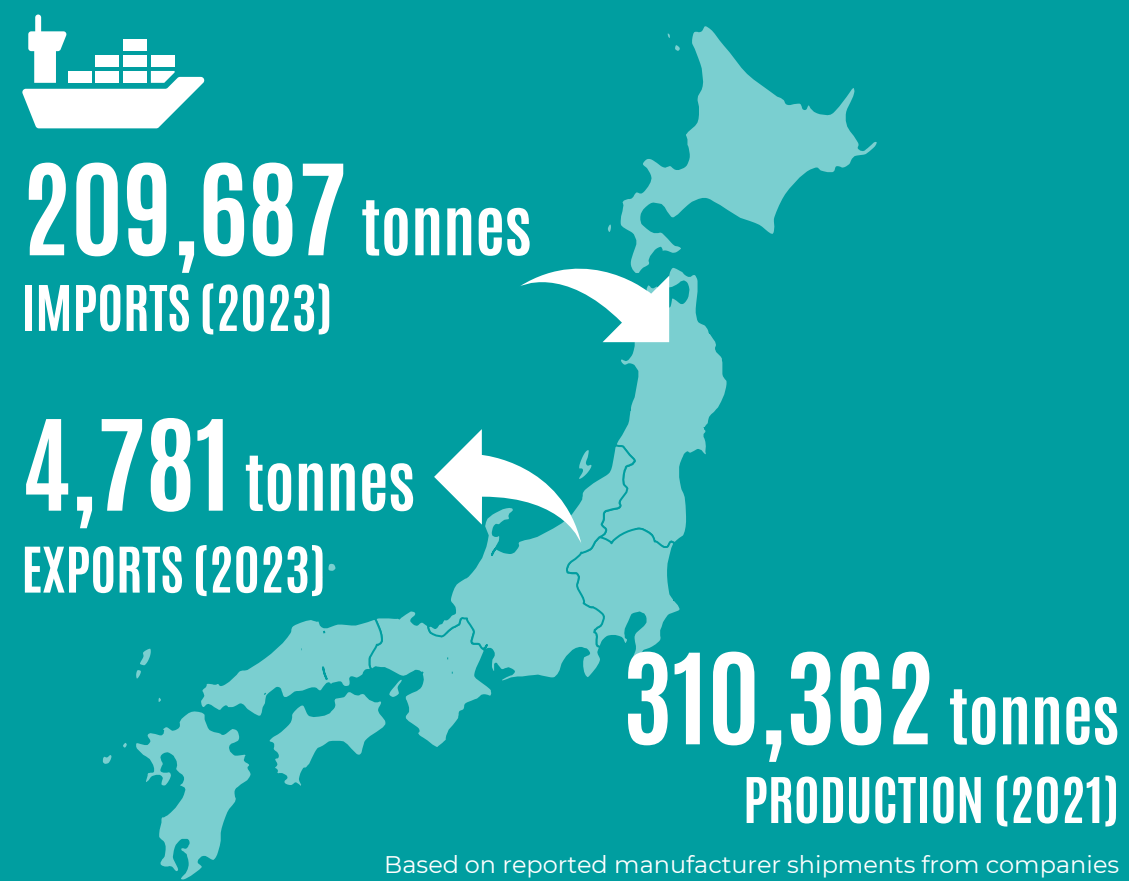 209,687 tonnes
IMPORTS (2023)
4,781 tonnes
EXPORTS (2023)
310,362 tonnes
PRODUCTION (2021)
Based on reported manufacturer shipments from companies